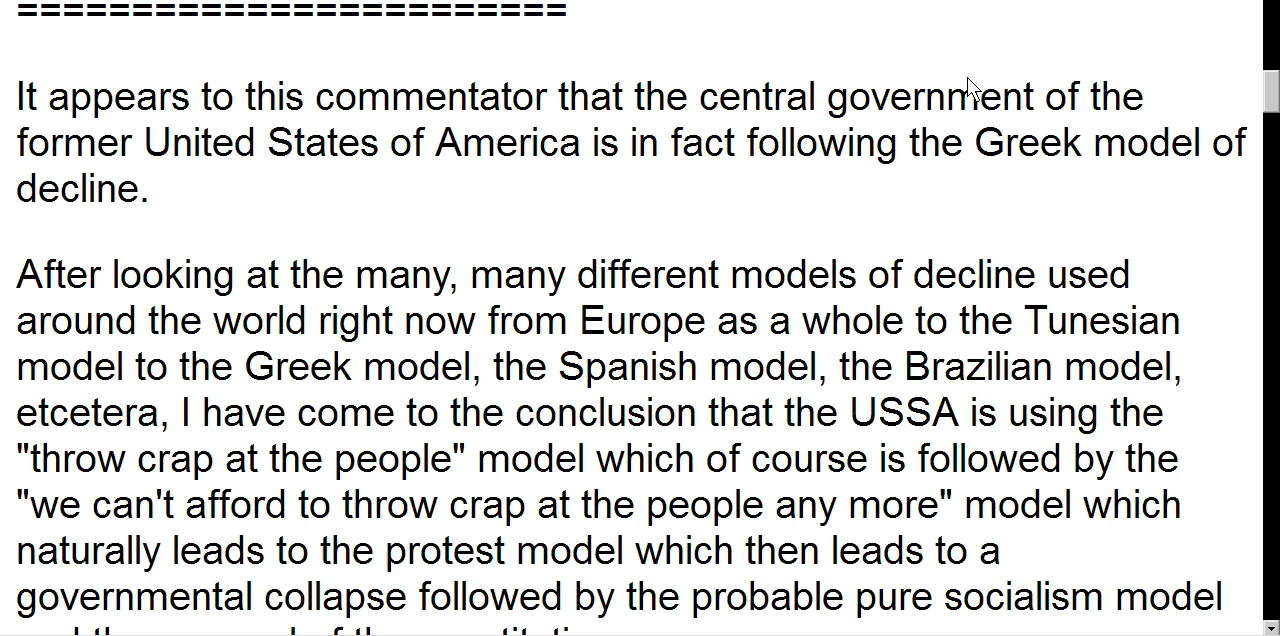 ========================
It appears to this commentator that the central government of the
former United States of America is in fact following the Greek model of
decline.
After looking at the many, many different models of decline used
around the world right now from Europe as a whole to the Tunesian
model to the Greek model, the Spanish model, the Brazilian model,
etcetera, I have come to the conclusion that the USSA is using the
"throw crap at the people" model which of course is followed by the
"we can't afford to throw crap at the people any more" model which
naturally leads to the protest model which then leads to a
governmental collapse followed by the probable pure socialism model